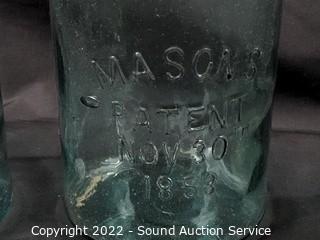 MASON'S
PATENT
NOV 30TH
1858
Copyright 2022 - Sound Auction Service